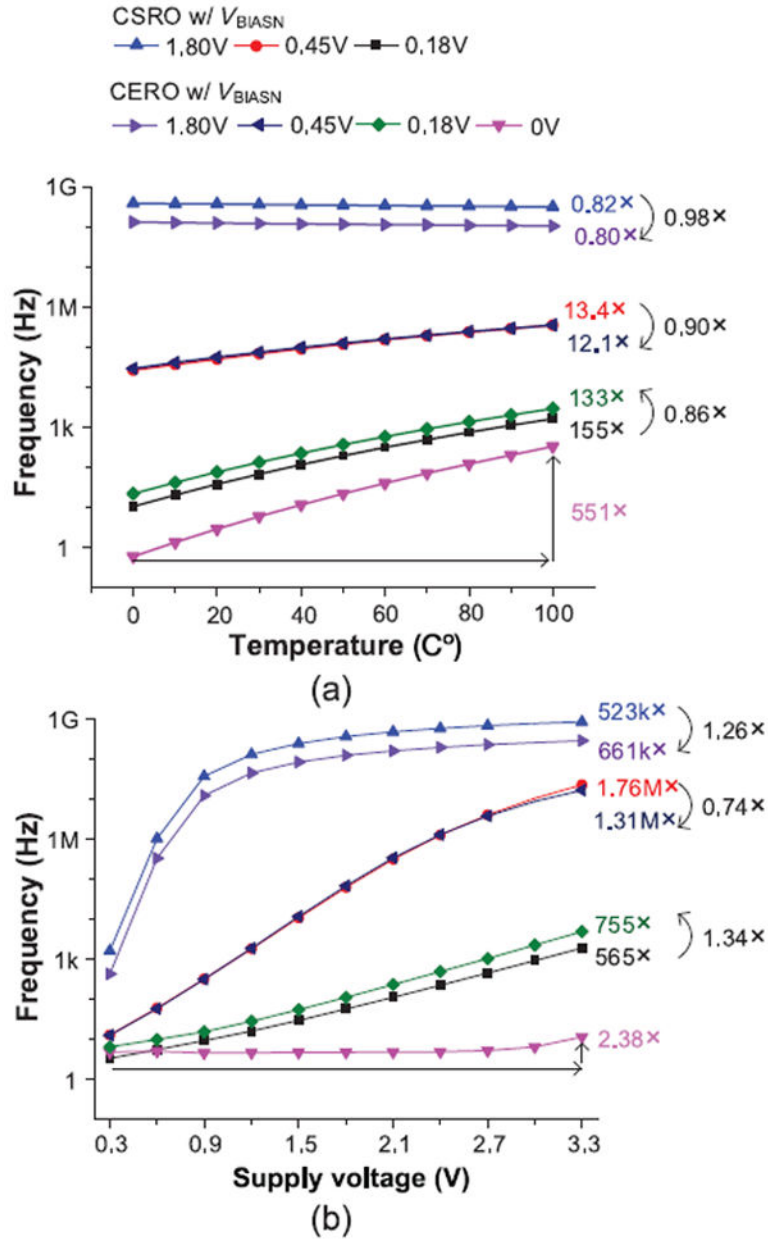 CSRO w/ VBIASN
1,80V 0,45V 0,18V
CERO w/ VBIASN
1,80V 0,45V 0,18V 0V
1G
0.82×
0.98×
0.80×
Frequency (Hz)
1M
13.4×
0.90×
12.1×
1k
133×
0.86×
155×
551×
1
0 20 40 60 80 100
Temperature (Cº)
(a)
1G
523k×
1.26×
661k×
Frequency (Hz)
1.76M×
0.74×
1M
1.31M×
1k
755×
1.34×
565×
2.38×
1
0,3 0,9 1,5 2,1 2,7 3,3
Supply voltage (V)
(b)